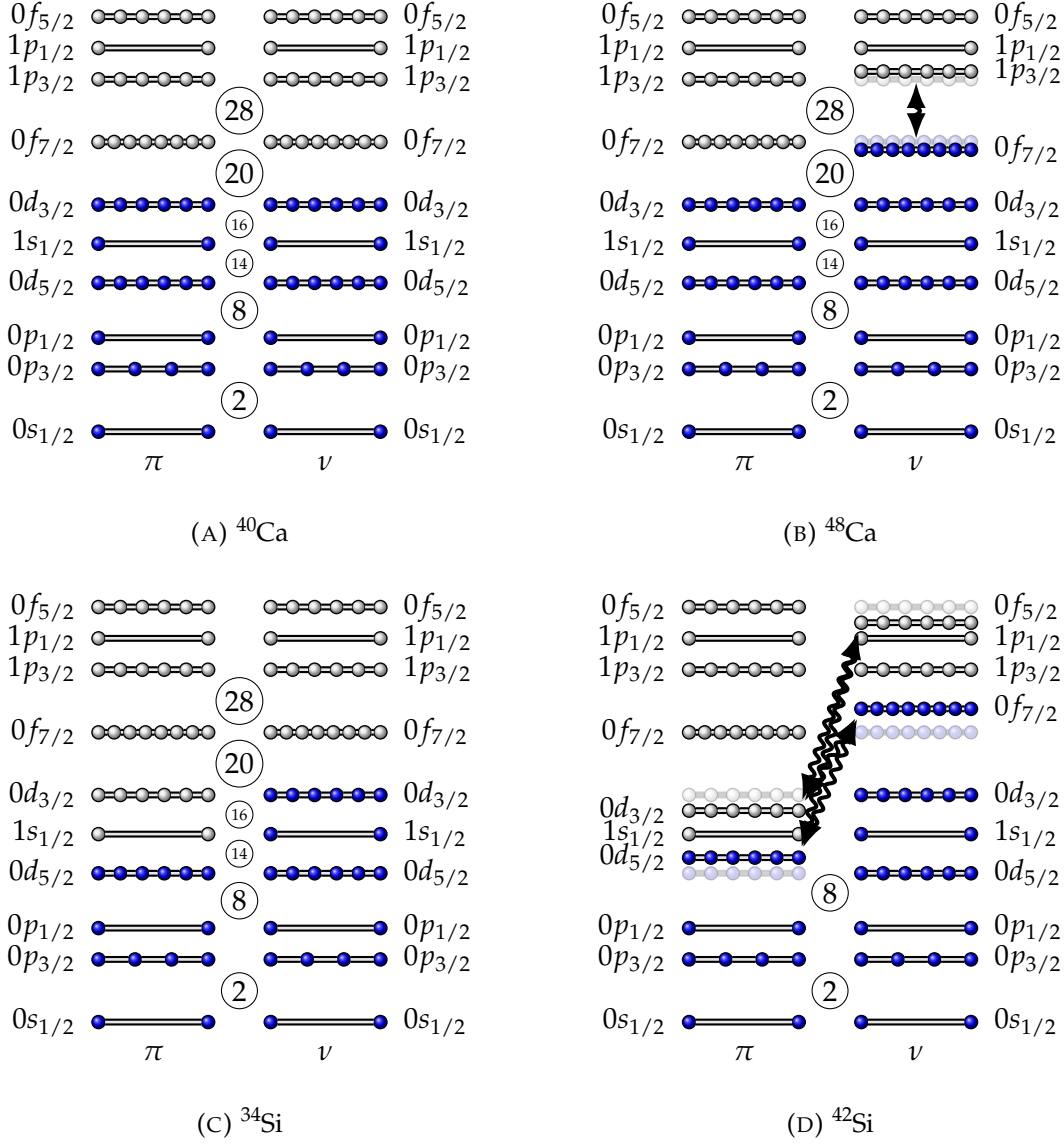 0f5/2 0f5/2
1p1/2 1p1/2
1p3/2 1p3/2
28
0f7/2 0f7/2
20
0d3/2 0d3/2
16
1s1/2 1s1/2
14
0d5/2 0d5/2
8
0p1/2 0p1/2
0p3/2 0p3/2
2
0s1/2 0s1/2
π ν
(A) 40Ca
0f5/2 0f5/2
1p1/2 1p1/2
1p3/2 1p3/2
28
0f7/2 0f7/2
20
0d3/2 0d3/2
16
1s1/2 1s1/2
14
0d5/2 0d5/2
8
0p1/2 0p1/2
0p3/2 0p3/2
2
0s1/2 0s1/2
π ν
(B) 48Ca
0f5/2 0f5/2
1p1/2 1p1/2
1p3/2 1p3/2
28
0f7/2 0f7/2
20
0d3/2 0d3/2
16
1s1/2 1s1/2
14
0d5/2 0d5/2
8
0p1/2 0p1/2
0p3/2 0p3/2
2
0s1/2 0s1/2
π ν
(C) 34Si
0f5/2 0f5/2
1p1/2 1p1/2
1p3/2 1p3/2
0f7/2 0f7/2
0d3/2 0d3/2
1s1/2 1s1/2
0d5/2 0d5/2
8
0p1/2 0p1/2
0p3/2 0p3/2
2
0s1/2 0s1/2
π ν
(D) 42Si